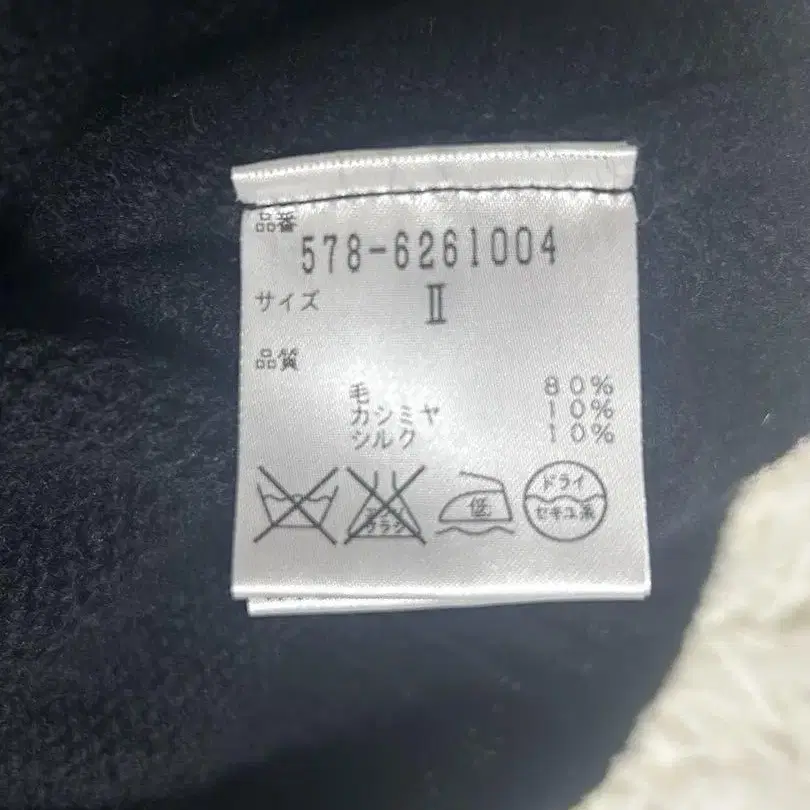 品番
578-6261004
サイズ
Ⅱ
品質
毛 80%
カシミヤ 10%
シルク 10%
低
ドライ
セキユ系